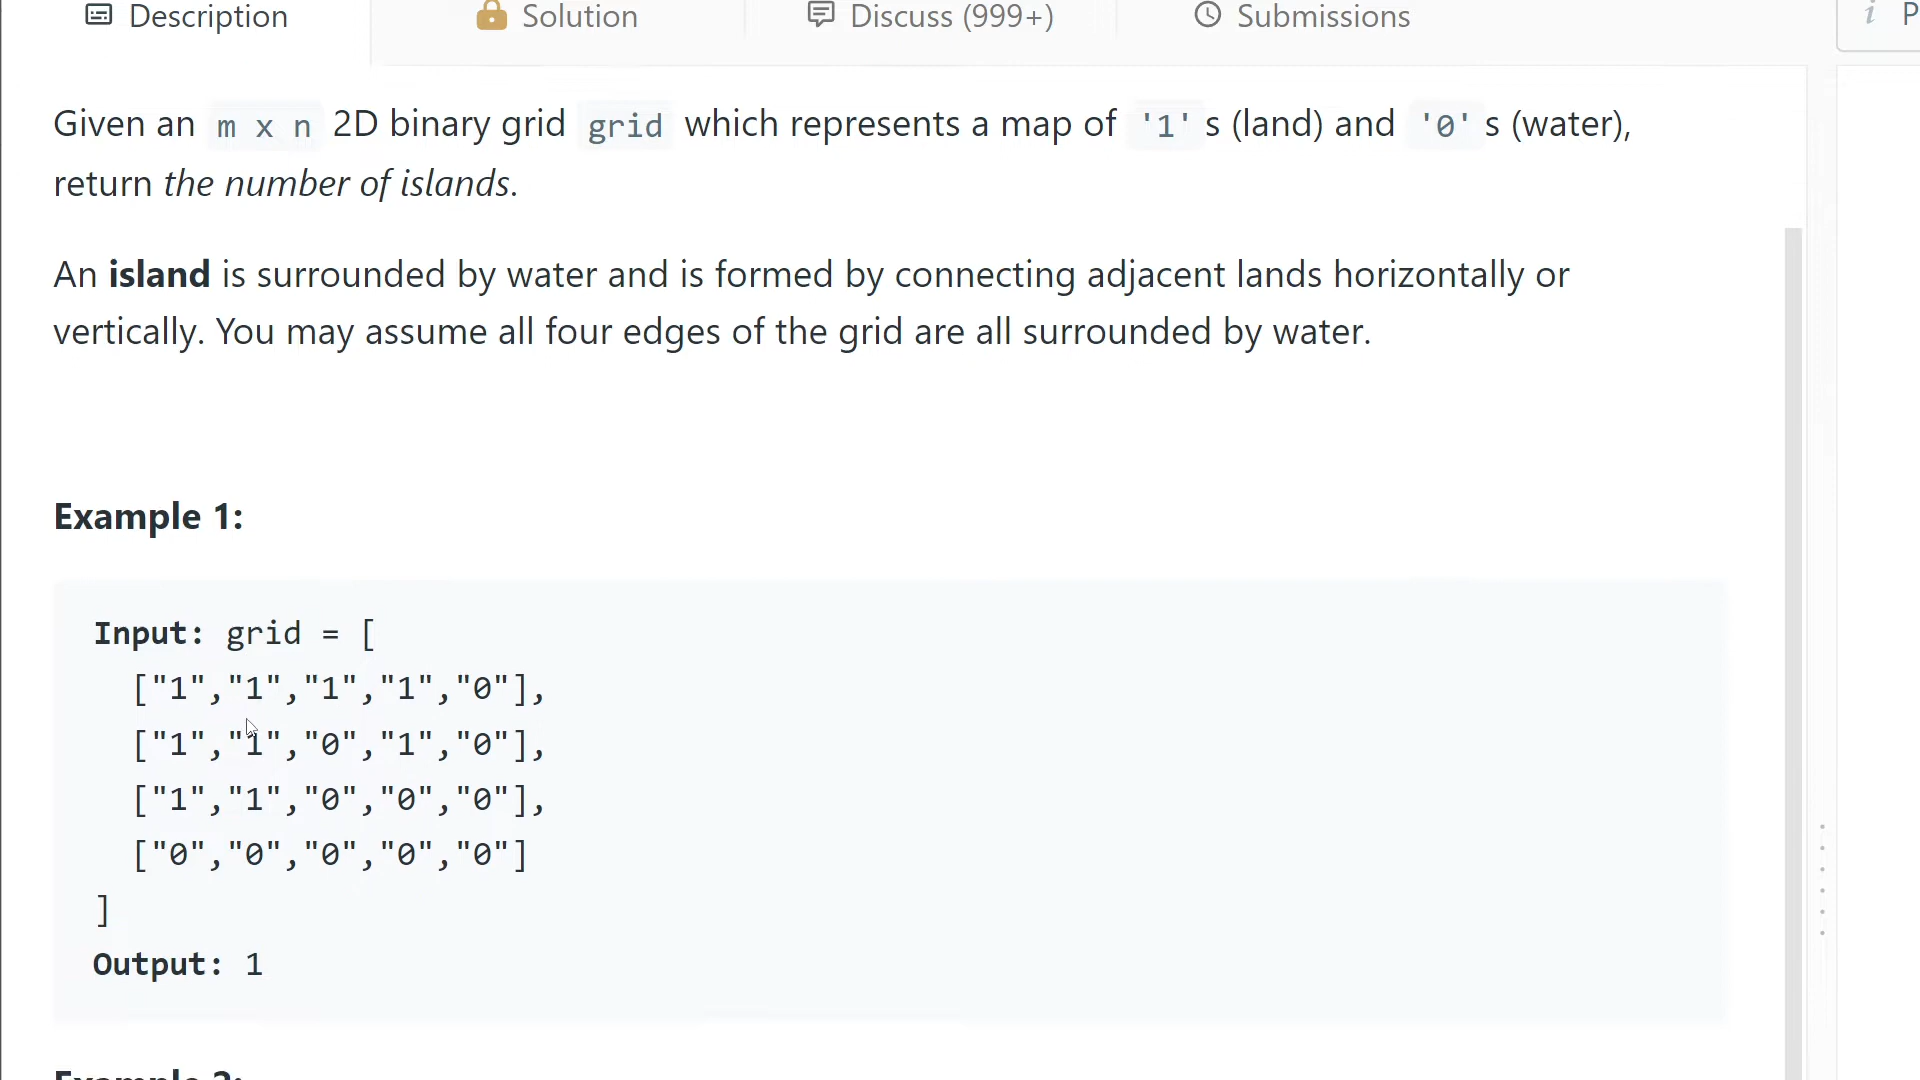 Description Solution Discuss (999+) Submissions i P
Given an m x n 2D binary grid grid which represents a map of '1' s (land) and '0' s (water),
return the number of islands.
An island is surrounded by water and is formed by connecting adjacent lands horizontally or
vertically. You may assume all four edges of the grid are all surrounded by water.
Example 1:
Input: grid = [
["1","1","1","1","0"],
["1","1","0","1","0"],
["1","1","0","0","0"],
["0","0","0","0","0"]
]
Output: 1
Example 2: